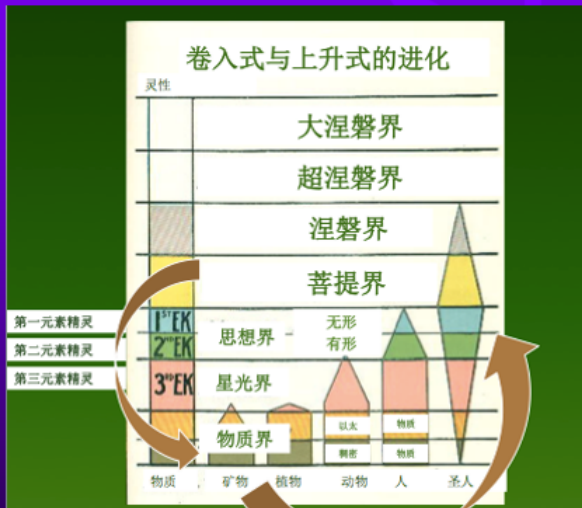 卷入式与上升式的进化
灵性
大涅磐界
超涅磐界
涅磐界
菩提界
第一元素精灵
1ST EK
思想界
无形
第二元素精灵
2ND EK
有形
第三元素精灵
3RD EK
星光界
物质界
以太
物质
稠密
物质
物质
矿物
植物
动物
人
圣人